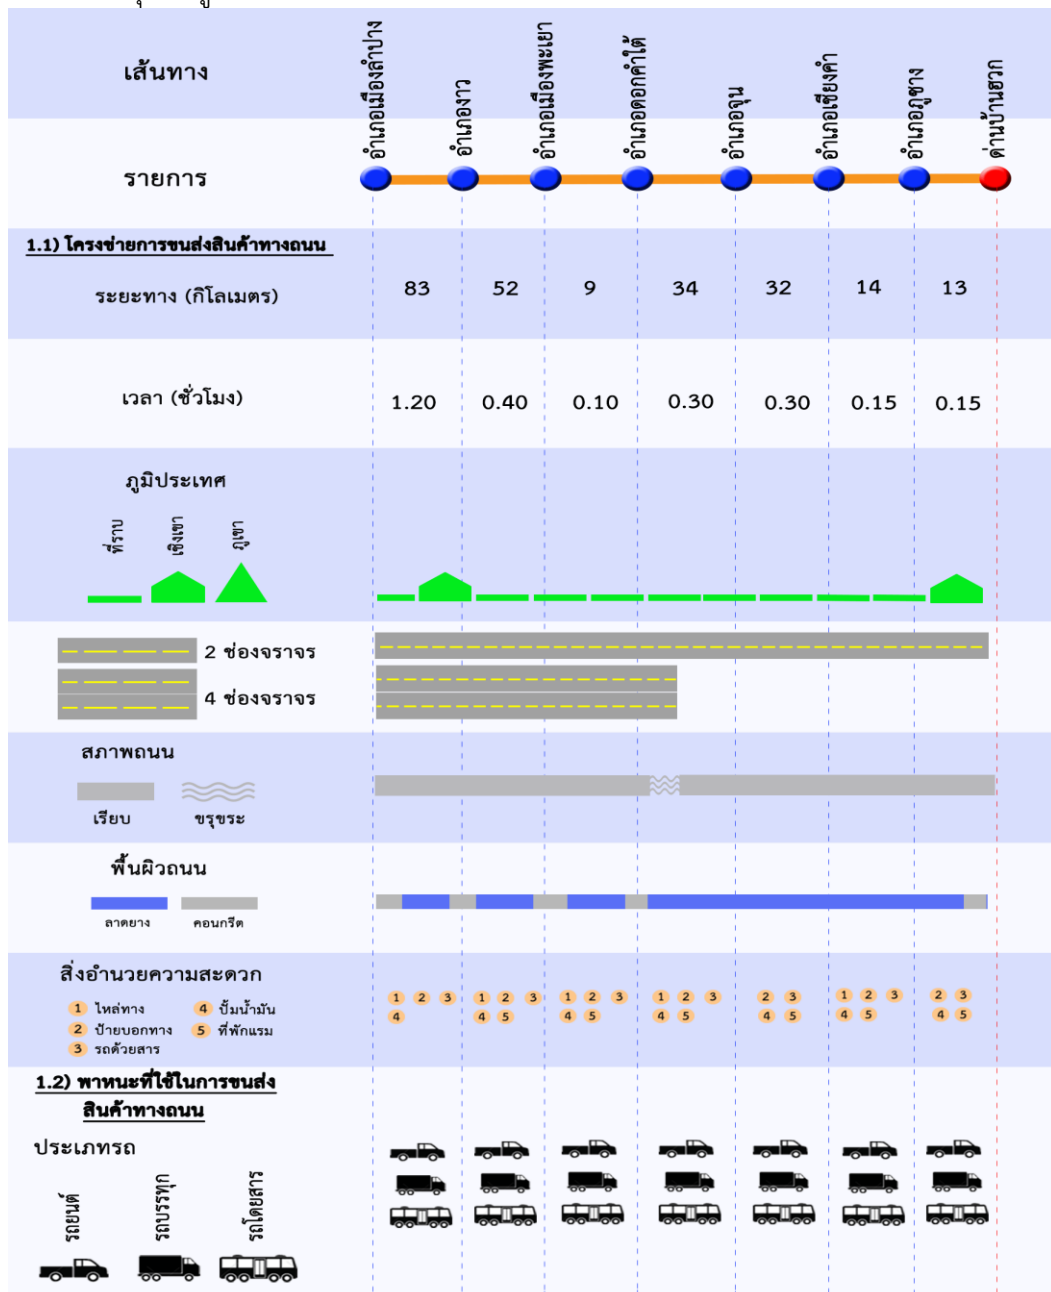 เส้นทาง
อำเภอเมืองลำปาง
อำเภองาว
อำเภอเมืองพะเยา
อำเภอดอกคำใต้
อำเภอจุน
อำเภอเชียงคำ
อำเภอภูซาง
ด่านบ้านฮวก
รายการ
1.1) โครงข่ายการขนส่งสินค้าทางถนน
ระยะทาง (กิโลเมตร) 83 52 9 34 32 14 13
เวลา (ชั่วโมง) 1.20 0.40 0.10 0.30 0.30 0.15 0.15
ภูมิประเทศ
ที่ราบ เชิงเขา ภูเขา
2 ช่องจราจร
4 ช่องจราจร
สภาพถนน
เรียบ ขรุขระ
พื้นผิวถนน
ลาดยาง คอนกรีต
สิ่งอำนวยความสะดวก
1 ไหล่ทาง 4 ปั้มน้ำมัน
2 ป้ายบอกทาง 5 ที่พักแรม
3 รถด้วยสาร
1 2 3 1 2 3 1 2 3 1 2 3 2 3 1 2 3 2 3
4 4 5 4 5 4 5 4 5 4 5 4 5
1.2) พาหนะที่ใช้ในการขนส่ง
สินค้าทางถนน
ประเภทรถ
รถยนต์ รถบรรทุก รถโดยสาร